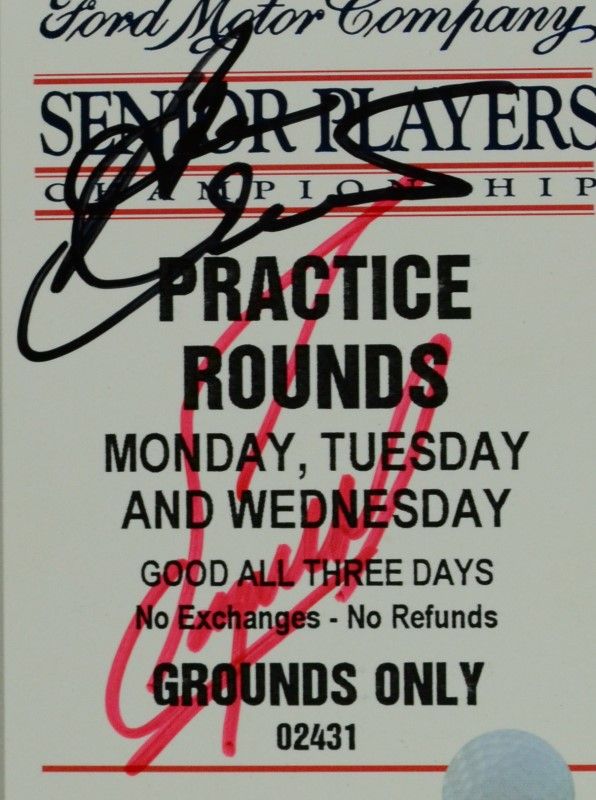 Ford Motor Company
SENIOR PLAYERS
CHAMPIONSHIP
PRACTICE
ROUNDS
MONDAY, TUESDAY
AND WEDNESDAY
GOOD ALL THREE DAYS
No Exchanges - No Refunds
GROUNDS ONLY
02431